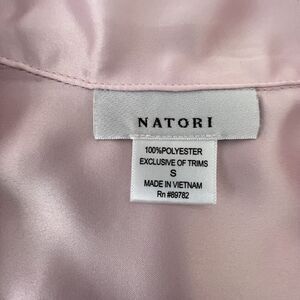 NATORI
100%POLYESTER
EXCLUSIVE OF TRIMS
S
MADE IN VIETNAM
Rn #89782